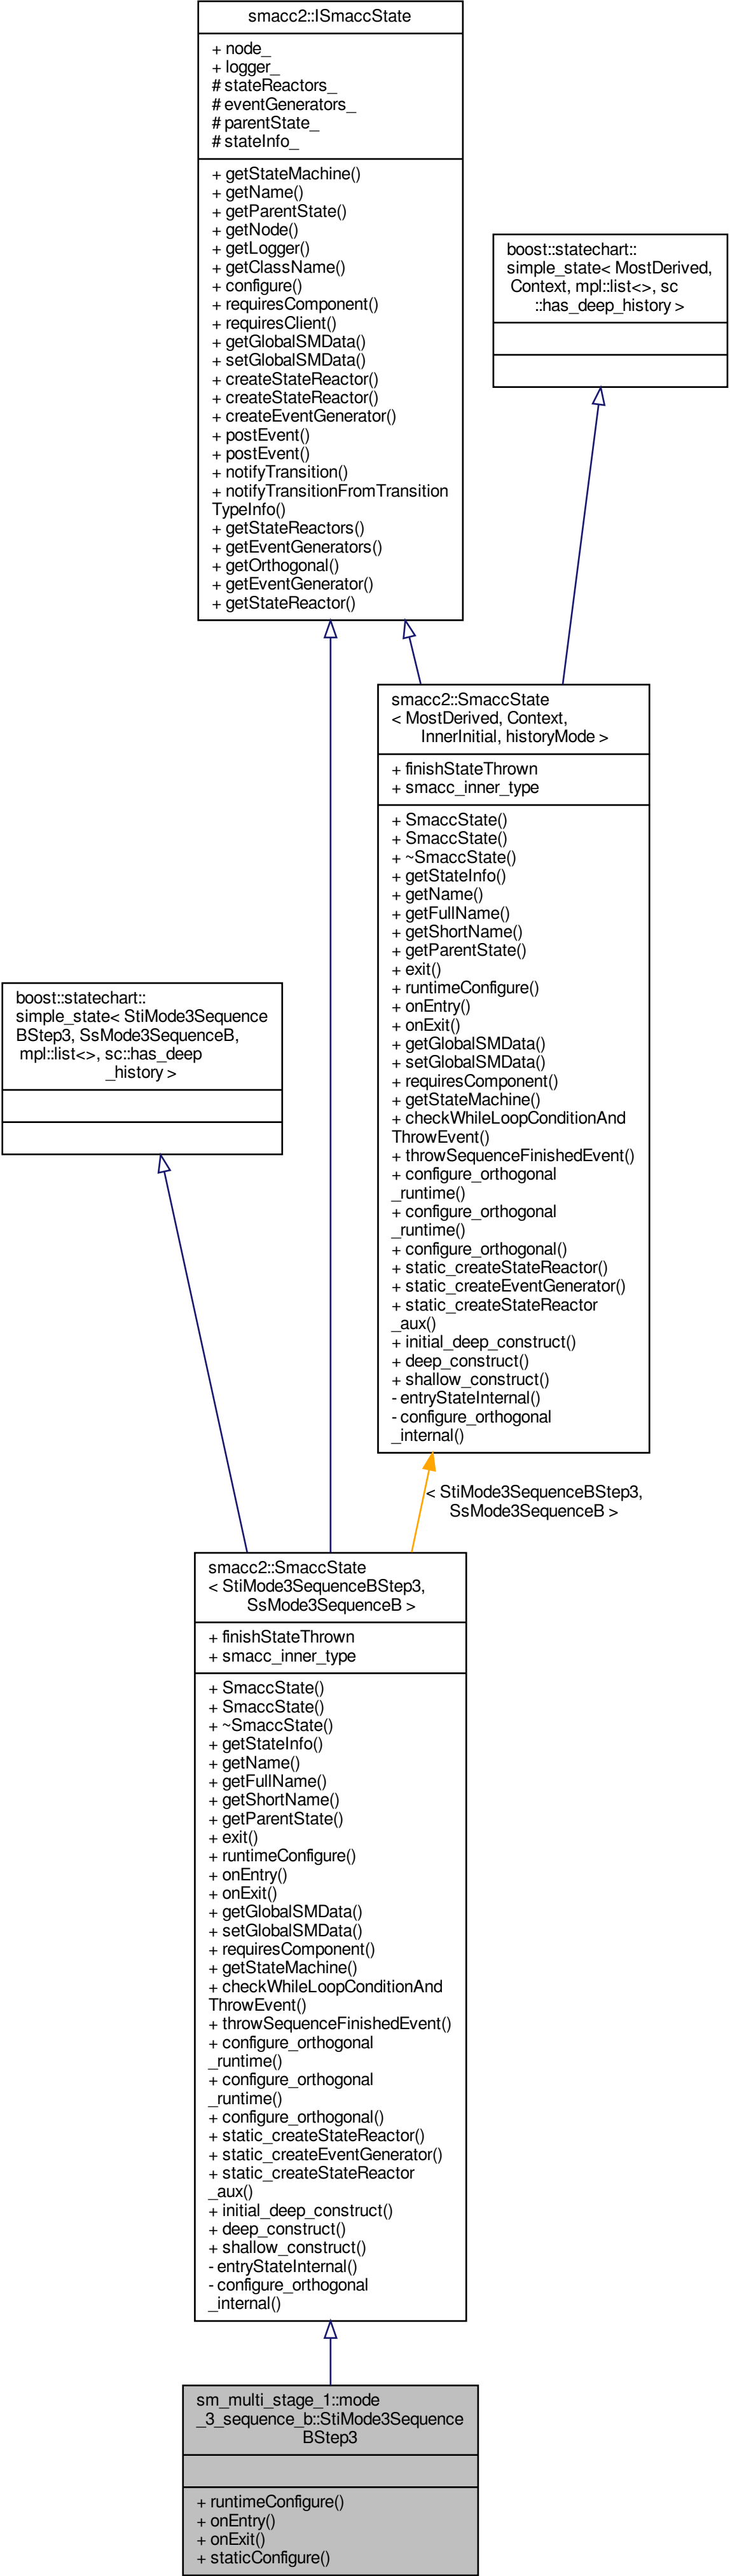 smacc2::ISmaccState
+ node_
+ logger_
# stateReactors_
# eventGenerators_
# parentState_
# stateInfo_
+ getStateMachine()
+ getName()
+ getParentState()
+ getNode()
+ getLogger()
+ getClassName()
+ configure()
+ requiresComponent()
+ requiresClient()
+ getGlobalSMData()
+ setGlobalSMData()
+ createStateReactor()
+ createStateReactor()
+ createEventGenerator()
+ postEvent()
+ postEvent()
+ notifyTransition()
+ notifyTransitionFromTransition
TypeInfo()
+ getStateReactors()
+ getEventGenerators()
+ getOrthogonal()
+ getEventGenerator()
+ getStateReactor()
boost::statechart::
simple_state< MostDerived,
Context, mpl::list<>, sc
::has_deep_history >
smacc2::SmaccState
< MostDerived, Context,
InnerInitial, historyMode >
+ finishStateThrown
+ smacc_inner_type
+ SmaccState()
+ SmaccState()
+ ~SmaccState()
+ getStateInfo()
+ getName()
+ getFullName()
+ getShortName()
+ getParentState()
+ exit()
+ runtimeConfigure()
+ onEntry()
+ onExit()
+ getGlobalSMData()
+ setGlobalSMData()
+ requiresComponent()
+ getStateMachine()
+ checkWhileLoopConditionAnd
ThrowEvent()
+ throwSequenceFinishedEvent()
+ configure_orthogonal
_runtime()
+ configure_orthogonal
_runtime()
+ configure_orthogonal()
+ static_createStateReactor()
+ static_createEventGenerator()
+ static_createStateReactor
_aux()
+ initial_deep_construct()
+ deep_construct()
+ shallow_construct()
- entryStateInternal()
- configure_orthogonal
_internal()
boost::statechart::
simple_state< StiMode3Sequence
BStep3, SsMode3SequenceB,
mpl::list<>, sc::has_deep
_history >
< StiMode3SequenceBStep3,
SsMode3SequenceB >
smacc2::SmaccState
< StiMode3SequenceBStep3,
SsMode3SequenceB >
+ finishStateThrown
+ smacc_inner_type
+ SmaccState()
+ SmaccState()
+ ~SmaccState()
+ getStateInfo()
+ getName()
+ getFullName()
+ getShortName()
+ getParentState()
+ exit()
+ runtimeConfigure()
+ onEntry()
+ onExit()
+ getGlobalSMData()
+ setGlobalSMData()
+ requiresComponent()
+ getStateMachine()
+ checkWhileLoopConditionAnd
ThrowEvent()
+ throwSequenceFinishedEvent()
+ configure_orthogonal
_runtime()
+ configure_orthogonal
_runtime()
+ configure_orthogonal()
+ static_createStateReactor()
+ static_createEventGenerator()
+ static_createStateReactor
_aux()
+ initial_deep_construct()
+ deep_construct()
+ shallow_construct()
- entryStateInternal()
- configure_orthogonal
_internal()
sm_multi_stage_1::mode
_3_sequence_b::StiMode3Sequence
BStep3
+ runtimeConfigure()
+ onEntry()
+ onExit()
+ staticConfigure()